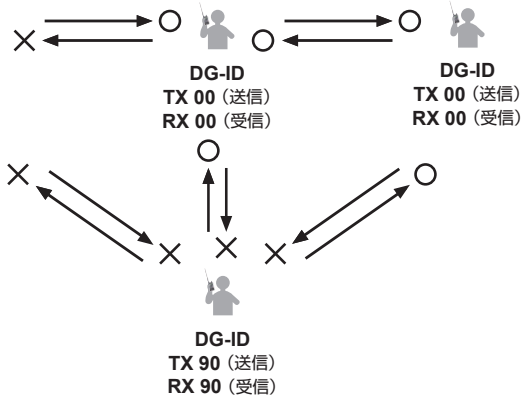 DG-ID
TX 00（送信）
RX 00（受信）
DG-ID
TX 00（送信）
RX 00（受信）
DG-ID
TX 90（送信）
RX 90（受信）